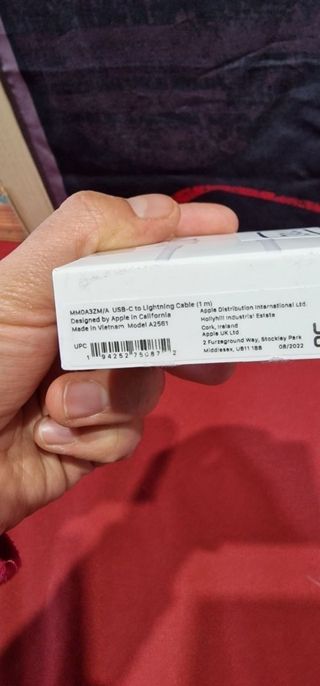 MM0A3ZM/A USB-C to Lightning Cable (1 m)
Designed by Apple in California
Made in Vietnam Model A2561
UPC
1 94252 75087 2
Apple Distribution International Ltd.
Hollyhill Industrial Estate
Cork, Ireland
Apple UK Ltd
2 Furzeground Way, Stockley Park
Middlesex, UB11 1BB 08/2022